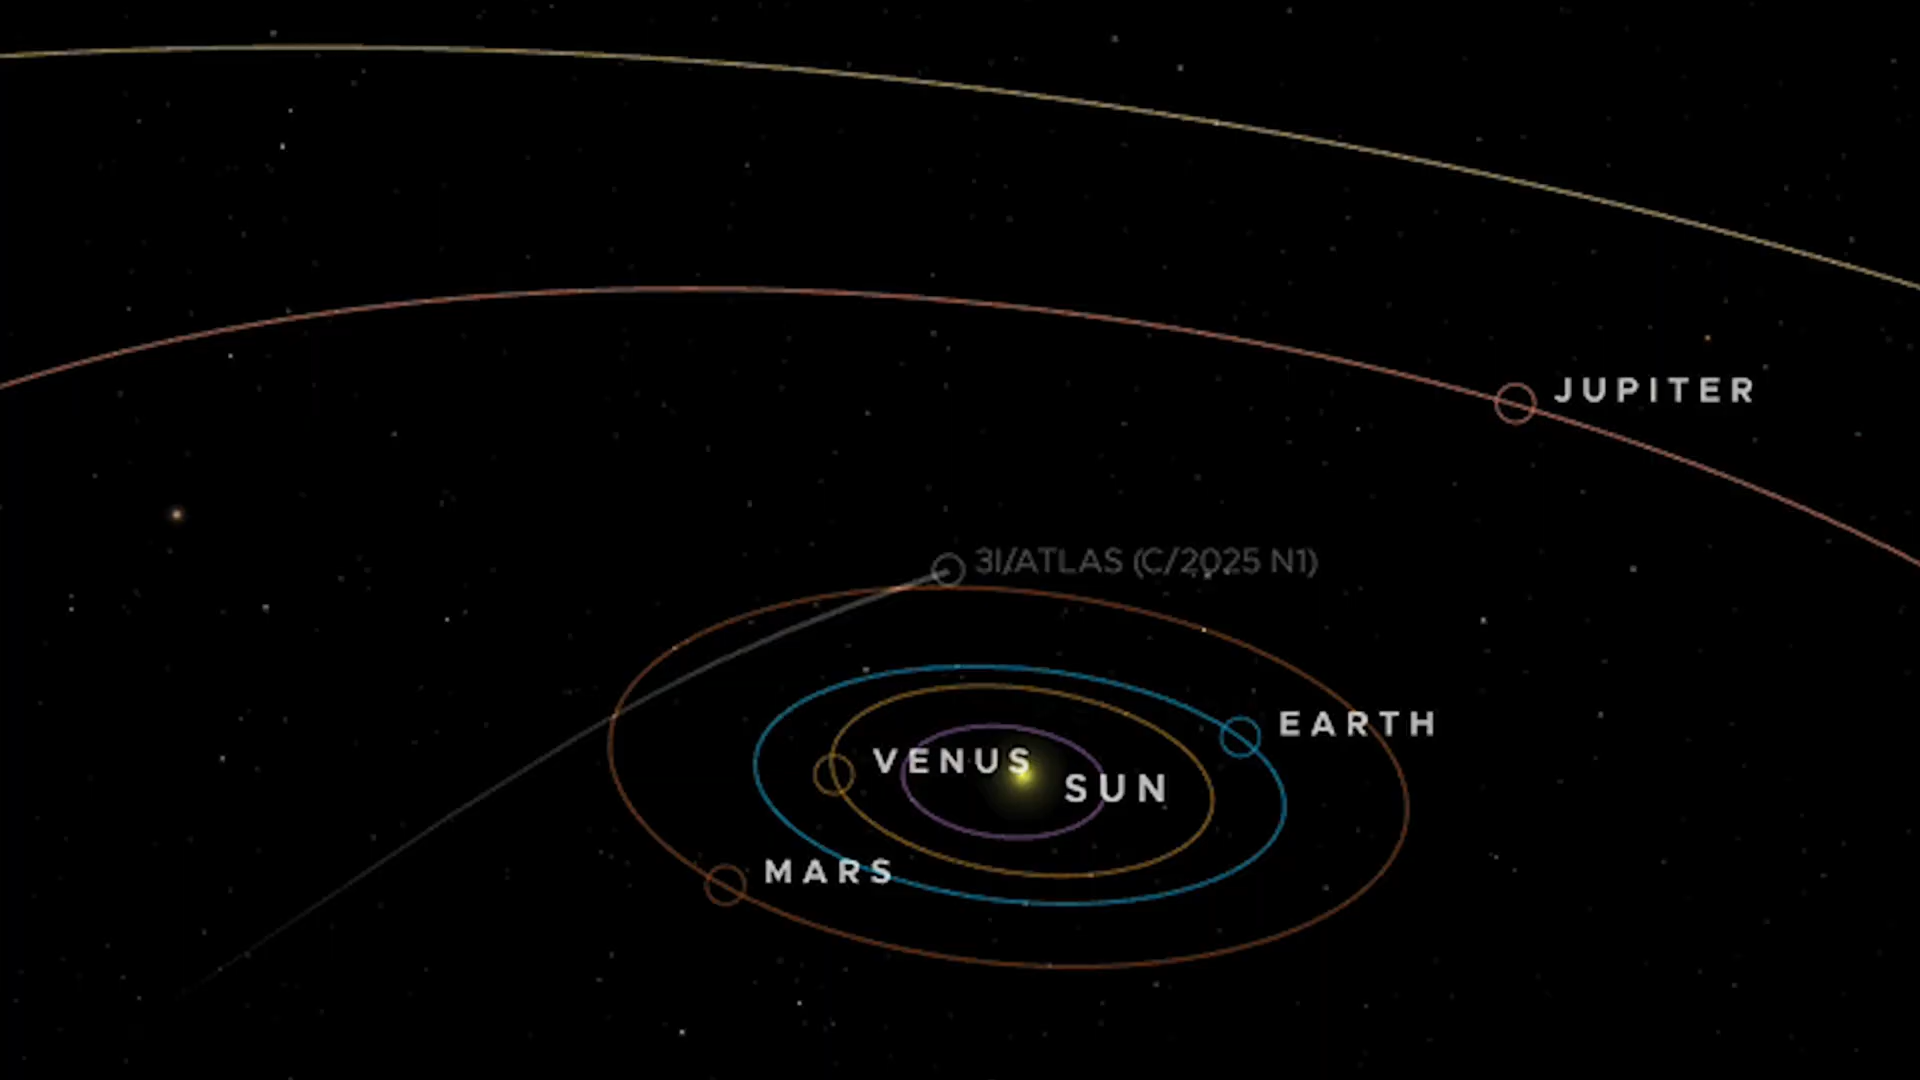 JUPITER
3I/ATLAS (C/2025 N1)
EARTH
VENUS
SUN
MARS